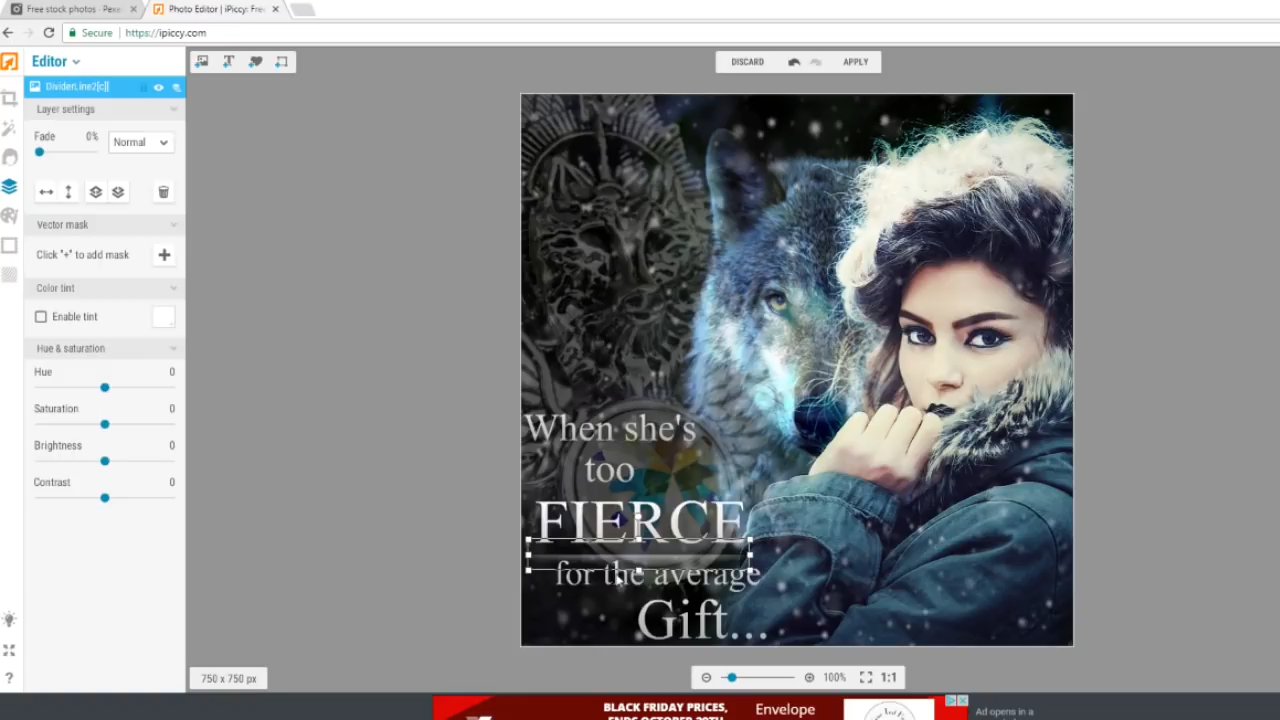 Free stock photos · Pexe
Photo Editor | iPiccy: Free
Secure
https://ipiccy.com
Editor
DISCARD
APPLY
DividerLine2[c]
Layer settings
Fade 0%
Normal
Vector mask
Click "+" to add mask
Color tint
Enable tint
Hue & saturation
Hue 0
Saturation 0
Brightness 0
Contrast 0
When she's
too
FIERCE
for the average
Gift...
750 x 750 px
100%
1:1
?
BLACK FRIDAY PRICES,
Envelope
Ad opens in a